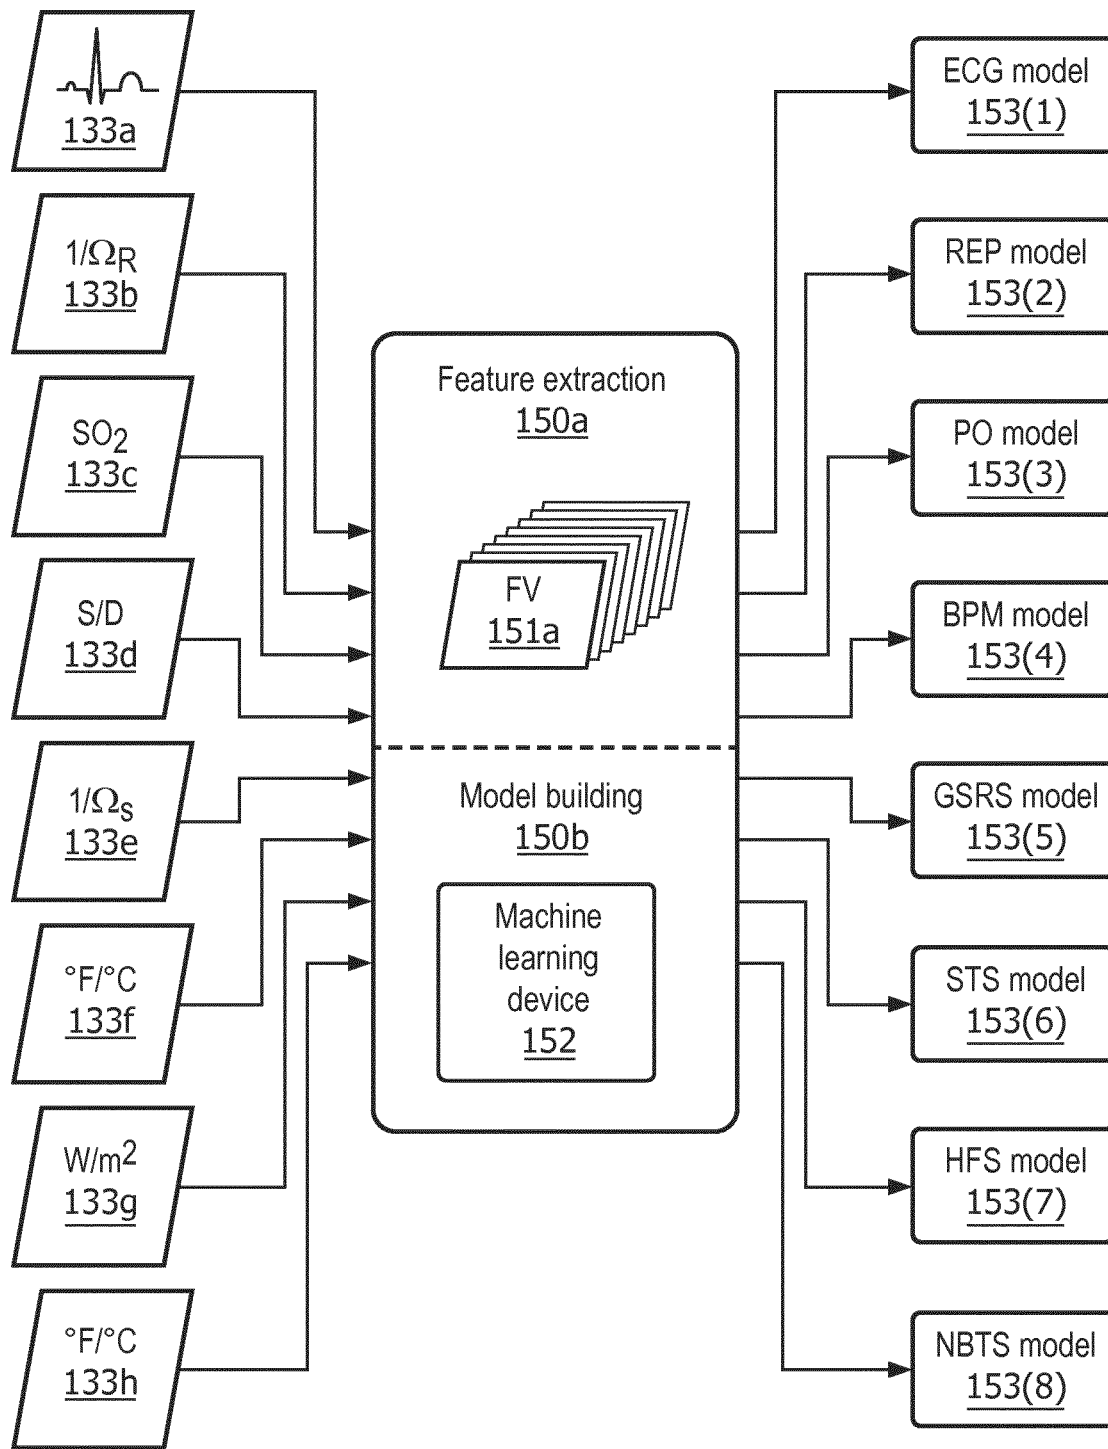 133a
1/Ω_R
133b
SO₂
133c
S/D
133d
1/Ω_S
133e
°F/°C
133f
W/m²
133g
°F/°C
133h
Feature extraction
150a
FV
151a
Model building
150b
Machine
learning
device
152
ECG model
153(1)
REP model
153(2)
PO model
153(3)
BPM model
153(4)
GSRS model
153(5)
STS model
153(6)
HFS model
153(7)
NBTS model
153(8)